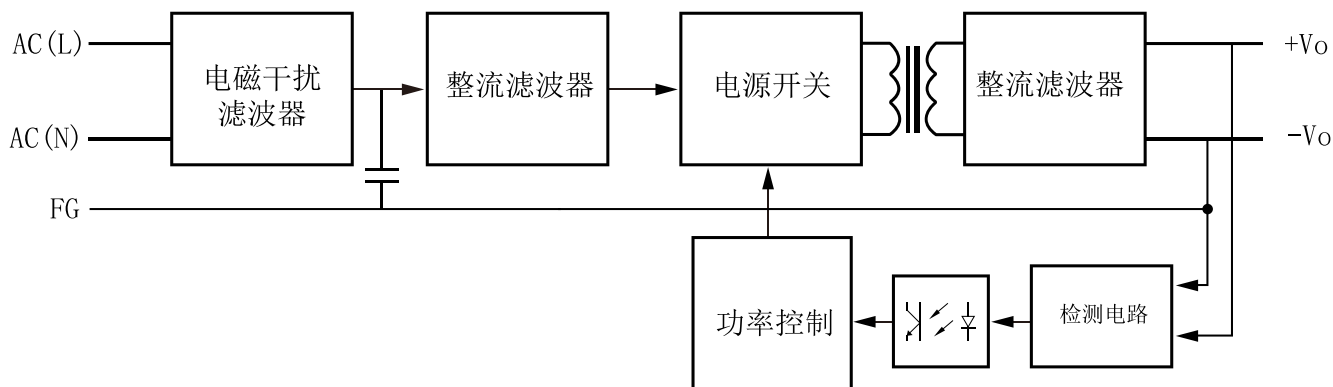 AC(L)
AC(N)
FG
电磁干扰
滤波器
整流滤波器
电源开关
整流滤波器
+Vo
-Vo
功率控制
检测电路